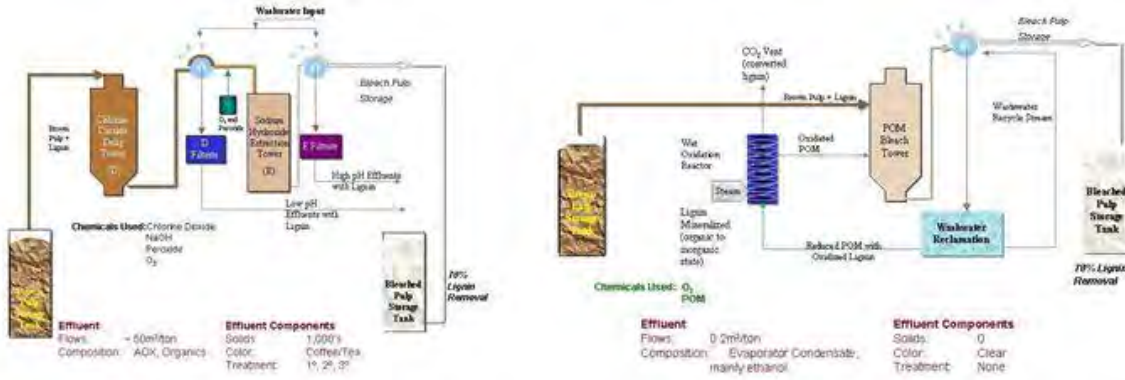 Washwater Input
Bleach Pulp
Storage
Brown
Pulp +
Lignin
Chlorine
Dioxide
Delig
Tower
(D)
O₂ and
Peroxide
D
Filtrate
Sodium
Hydroxide
Extraction
Tower
(E)
E Filtrate
High pH Effluents
with Lignin
Low pH
Effluents with
Lignin
Chemicals Used: Chlorine Dioxide
NaOH
Peroxide
O₂
Bleached
Pulp
Storage
Tank
70%
Lignin
Removal
Effluent
Flows: ~ 50m³/ton
Composition: AOX, Organics
Effluent Components
Solids: 1,000's
Color: Coffee/Tea
Treatment: 1°, 2°, 3°
Bleach Pulp
Storage
CO₂ Vent
(converted
lignin)
Brown Pulp + Lignin
Wet
Oxidation
Reactor
Oxidated
POM
POM
Bleach
Tower
Washwater
Recycle Stream
Steam
Lignin
Mineralized
(organic to
inorganic
state)
Reduced POM with
Oxidized Lignin
Washwater
Reclamation
Bleached
Pulp
Storage
Tank
70% Lignin
Removal
Chemicals Used: O₂
POM
Effluent
Flows: 0.2m³/ton
Composition: Evaporator Condensate,
mainly ethanol
Effluent Components
Solids: 0
Color: Clear
Treatment: None